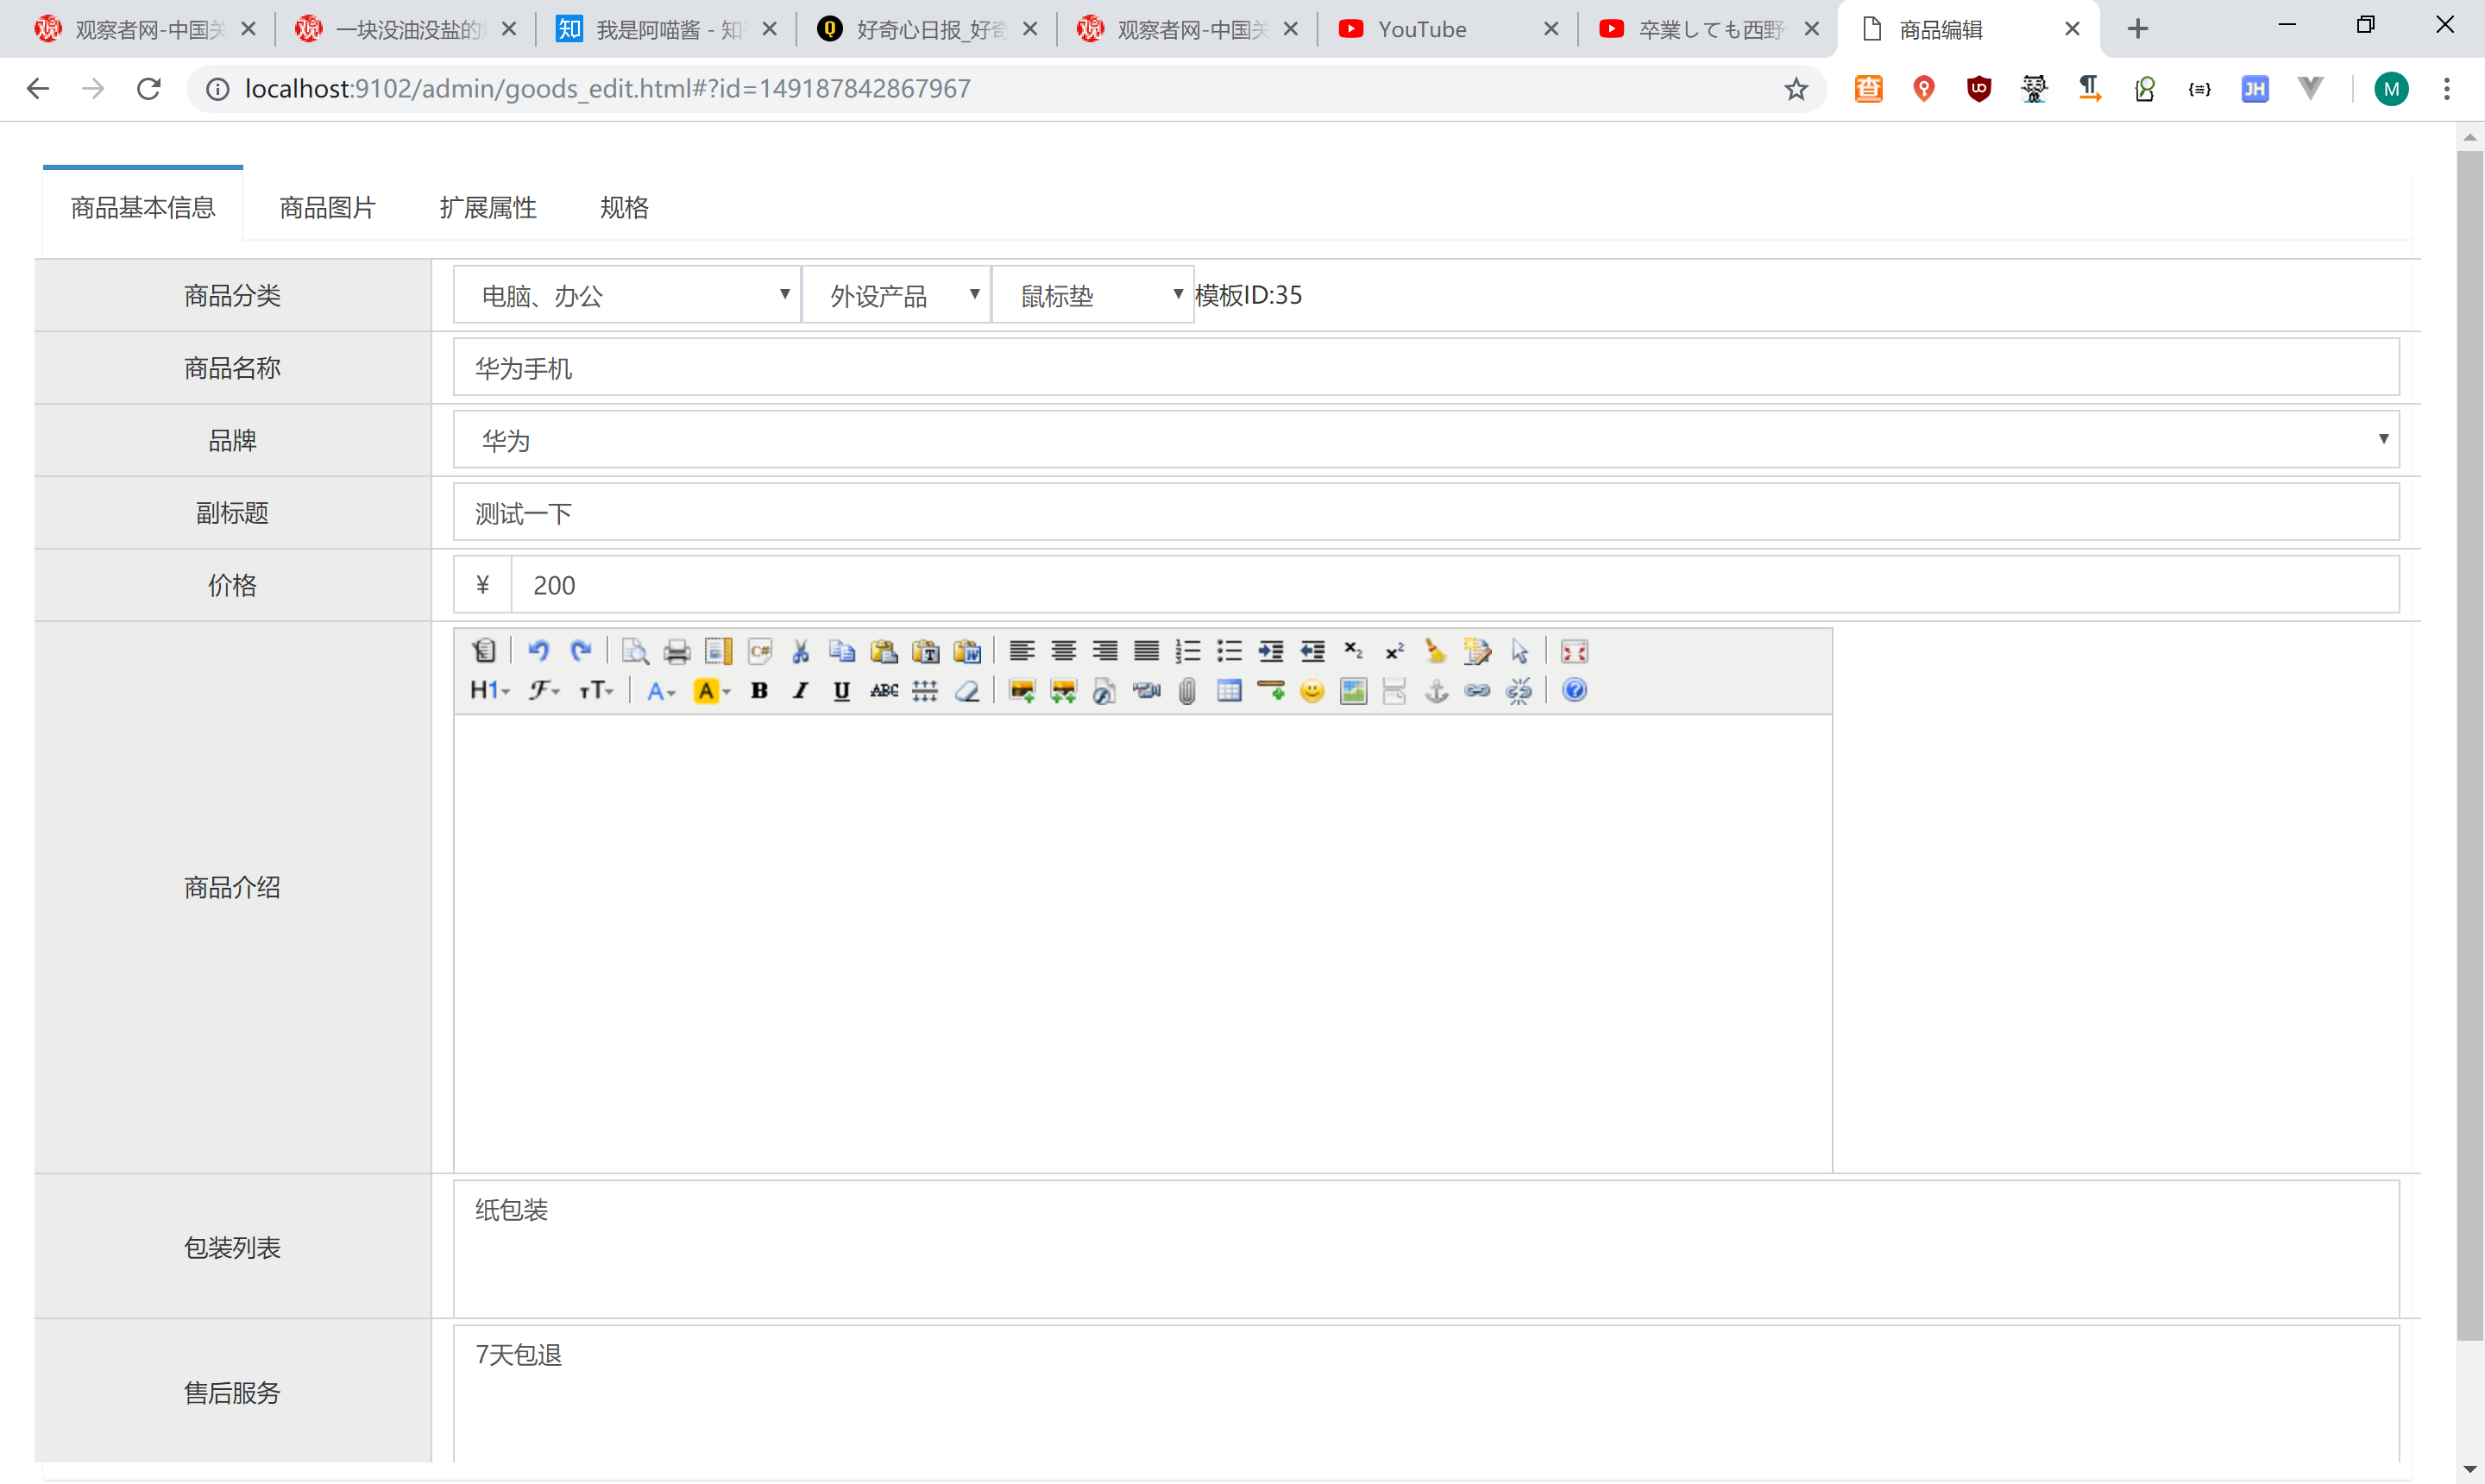 观察者网-中国关
一块没油没盐的
我是阿喵酱 - 知
好奇心日报_好奇
观察者网-中国关
YouTube
卒業しても西野
商品编辑
localhost:9102/admin/goods_edit.html#?id=149187842867967
M
商品基本信息
商品图片
扩展属性
规格
商品分类
电脑、办公
外设产品
鼠标垫
模板ID:35
商品名称
华为手机
品牌
华为
副标题
测试一下
价格
¥
200
商品介绍
包装列表
纸包装
售后服务
7天包退